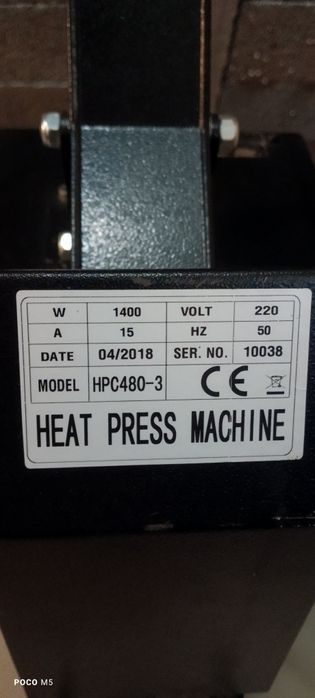 W 1400 VOLT 220
A 15 HZ 50
DATE 04/2018 SER. NO. 10038
MODEL HPC480-3 CE
HEAT PRESS MACHINE
POCO M5